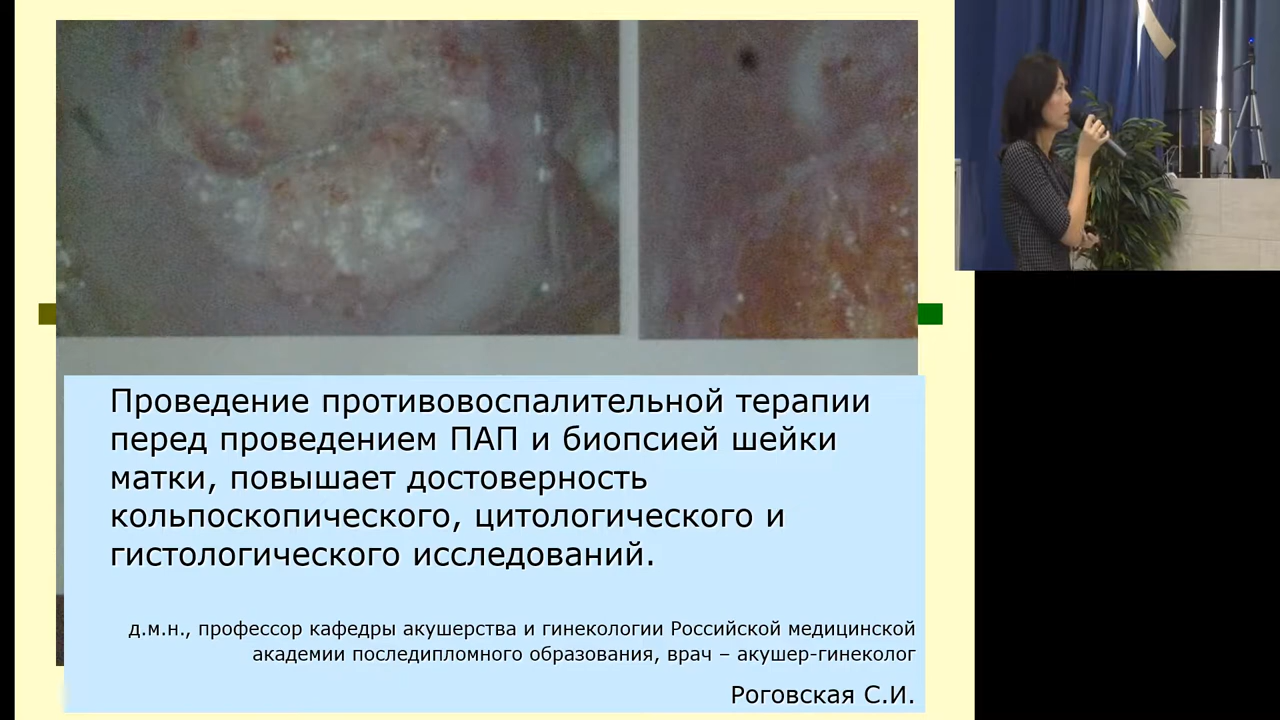 Проведение противовоспалительной терапии
перед проведением ПАП и биопсией шейки
матки, повышает достоверность
кольпоскопического, цитологического и
гистологического исследований.
д.м.н., профессор кафедры акушерства и гинекологии Российской медицинской
академии последипломного образования, врач – акушер-гинеколог
Роговская С.И.